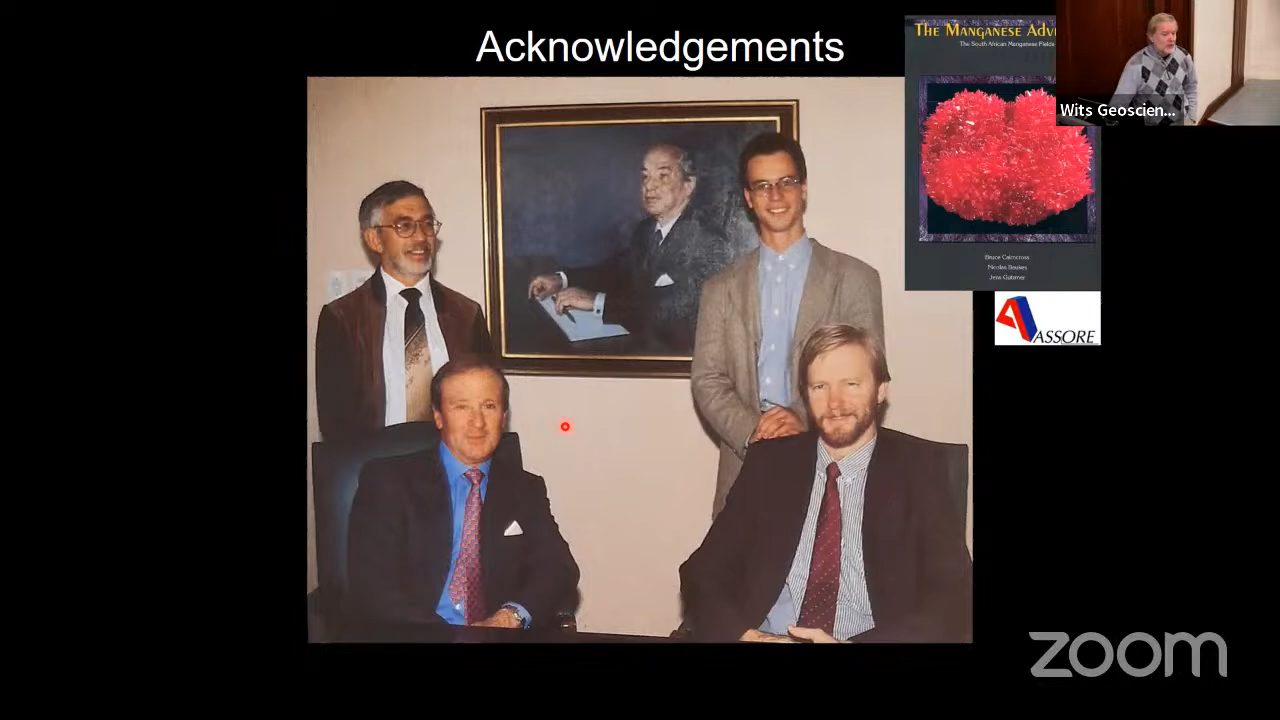 Acknowledgements
THE MANGANESE ADV
The South African Manganese Fields
Wits Geoscien...
Bruce Cairncross
Nicolas Beukes
Jens Gutzmer
ASSORE
zoom